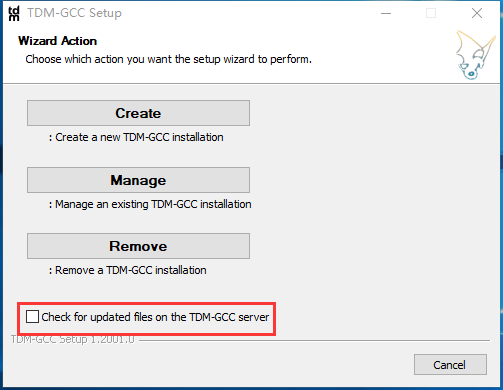 tdm TDM-GCC Setup
Wizard Action
Choose which action you want the setup wizard to perform.
Create
: Create a new TDM-GCC installation
Manage
: Manage an existing TDM-GCC installation
Remove
: Remove a TDM-GCC installation
Check for updated files on the TDM-GCC server
TDM-GCC Setup 1.2001.0
Cancel